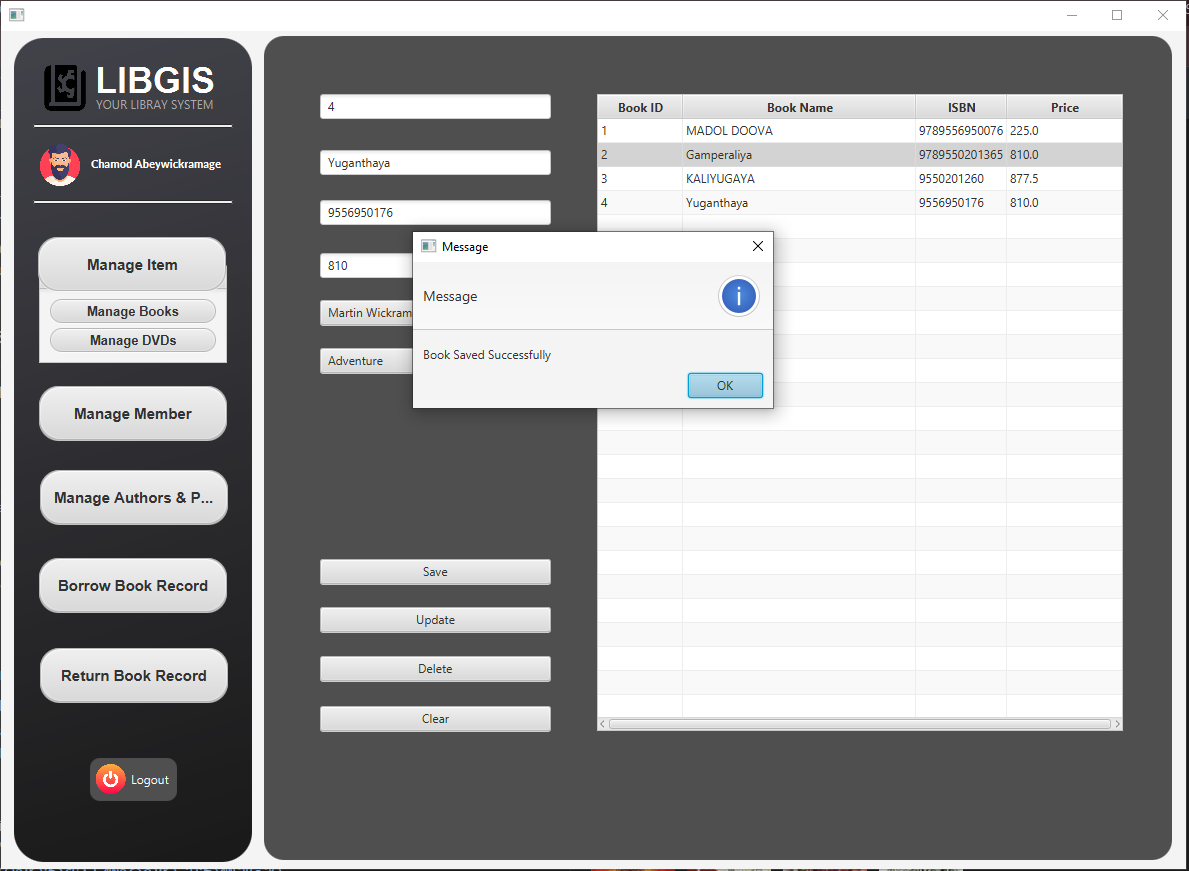 LIBGIS
YOUR LIBRAY SYSTEM
Chamod Abeywickramage
Manage Item
Manage Books
Manage DVDs
Manage Member
Manage Authors & P...
Borrow Book Record
Return Book Record
Logout
4
Yuganthaya
9556950176
810
Martin Wickram
Adventure
Save
Update
Delete
Clear
Book ID Book Name ISBN Price
1 MADOL DOOVA 9789556950076 225.0
2 Gamperaliya 9789550201365 810.0
3 KALIYUGAYA 9550201260 877.5
4 Yuganthaya 9556950176 810.0
Message
Message
Book Saved Successfully
OK